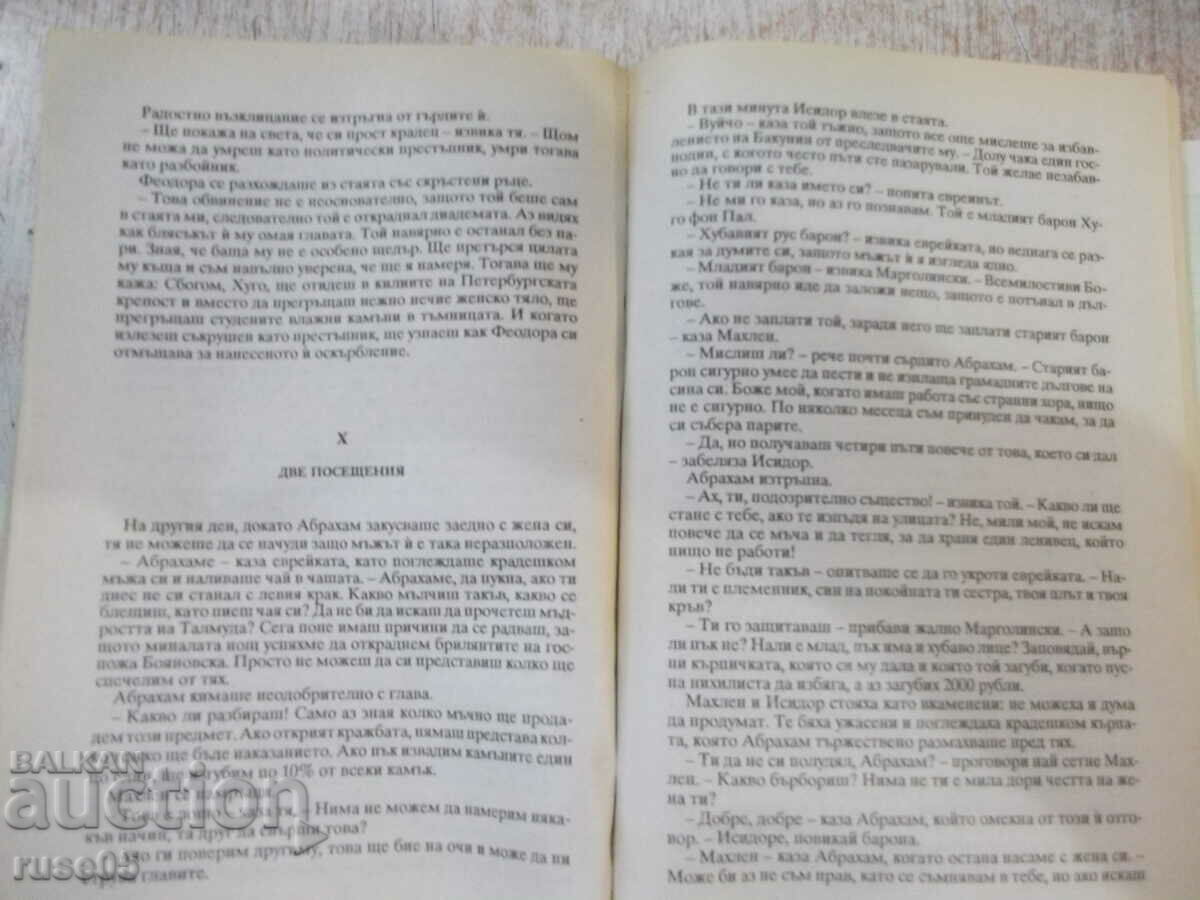 Радостно възклицание се изтръгна от гърлите ѝ.
– Ще покажа на света, че си прост крадец – извика тя. – Щом
не можа да умреш като политически престъпник, умри тогава
като разбойник.
Феодора се разхождаше из стаята със скръстени ръце.
– Това обвинение не е неоснователно, защото той беше сам
в стаята ми, следователно той е откраднал диадемата. Аз видях
как блясъкът ѝ му омая главата. Той навярно е останал без па-
ри. Зная, че баща му не е особено щедър. Ще претърся цялата
му къща и съм напълно уверена, че ще я намеря. Тогава ще му
кажа: Сбогом, Хуго, ще отидеш в килиите на Петербургската
крепост и вместо да прегръщаш нежно нечие женско тяло, ще
прегръщаш студените влажни камъни в тъмницата. И когато
излезеш съкрушен като престъпник, ще узнаеш как Феодора си
отмъщава за нанесеното ѝ оскърбление.
X
ДВЕ ПОСЕЩЕНИЯ
На другия ден, докато Абрахам закусваше заедно с жена си,
тя не можеше да се начуди защо мъжът ѝ е така неразположен.
– Абрахаме – каза еврейката, като поглеждаше крадешком
мъжа си и наливаше чай в чашата. – Абрахаме, да пукна, ако ти
днес не си станал с левия крак. Какво мълчиш такъв, какво се
блещиш, като пиеш чая си? Да не би да искаш да прочетеш мъд-
ростта на Талмуда? Сега поне имаш причини да се радваш, за-
щото миналата нощ успяхме да откраднем брилянтите на гос-
пожа Бояновска. Просто не можеш да си представиш колко ще
спечелим от тях.
Абрахам кимаше неодобрително с глава.
– Какво ли разбираш! Само аз зная колко мъчно ще прода-
дем този предмет. Ако открият кражбата, нямаш представа кол-
ко ще бъде наказанието. Ако пък извадим камъните един
ще загубим по 10% от всеки камък.
– Нима не можем да намерим няка-
къв начин, та друг да свърши това?
ги поверим другиму, това ще бие на очи и може да ни
главите.
В тази минута Исидор влезе в стаята.
– Вуйчо – каза той тъжно, защото все още мислеше за избав-
лението на Бакунин от преследвачите му. – Долу чака един гос-
подин, с когото често пъти сте пазарували. Той желае незабав-
но да говори с тебе.
– Не ти ли каза името си? – попита евреинът.
– Не ми го каза, но аз го познавам. Той е младият барон Ху-
го фон Пал.
– Хубавият рус барон? – извика еврейката, но веднага се раз-
кая за думите си, защото мъжът ѝ я изгледа ядно.
– Младият барон – извика Марголински. – Всемилостиви Бо-
же, той навярно иде да заложи нещо, защото е потънал в дъл-
гове.
– Ако не заплати той, заради него ще заплати старият барон
– каза Махлен.
– Мислиш ли? – рече почти сърдито Абрахам. – Старият ба-
рон сигурно умее да пести и не изплаща грамадните дългове на
сина си. Боже мой, когато имаш работа със странни хора, нищо
не е сигурно. По няколко месеца съм принуден да чакам, за да
си събера парите.
– Да, но получаваш четири пъти повече от това, което си дал
– забеляза Исидор.
Абрахам изтръпна.
– Ах, ти, подозрително същество! – извика той. – Какво ли ще
стане с тебе, ако те изпъдя на улицата? Не, мили мой, не искам
повече да се мъча и да тегля, за да храня един ленивец, който
нищо не работи!
– Не бъди такъв – опитваше се да го укроти еврейката. – На-
ли ти е племенник, син на покойната ти сестра, твоя плът и твоя
кръв?
– Ти го защитаваш – прибави жално Марголински. – А защо
ли пък не? Нали е млад, пък има и хубаво лице? Заповядай, вър-
ни кърпичката, която си му дала и която той загуби, когато пус-
на нихилиста да избяга, а аз загубих 2000 рубли.
Махлен и Исидор стояха като вкаменени: не можеха и дума
да продумат. Те бяха ужасени и поглеждаха крадешком кърпа-
та, която Абрахам тържествено размахваше пред тях.
– Ти да не си полудял, Абрахам? – проговори най сетне Мах-
лен. – Какво бърбориш? Нима не ти е мила дори честта на же-
на ти?
– Добре, добре – каза Абрахам, който омекна от този ѝ отго-
вор. – Исидоре, повикай барона.
– Махлен – каза Абрахам, когато остана насаме с жена си. –
Може би аз не съм прав, като се съмнявам в тебе, но ако искаш
BALKAN
auction
ruse05